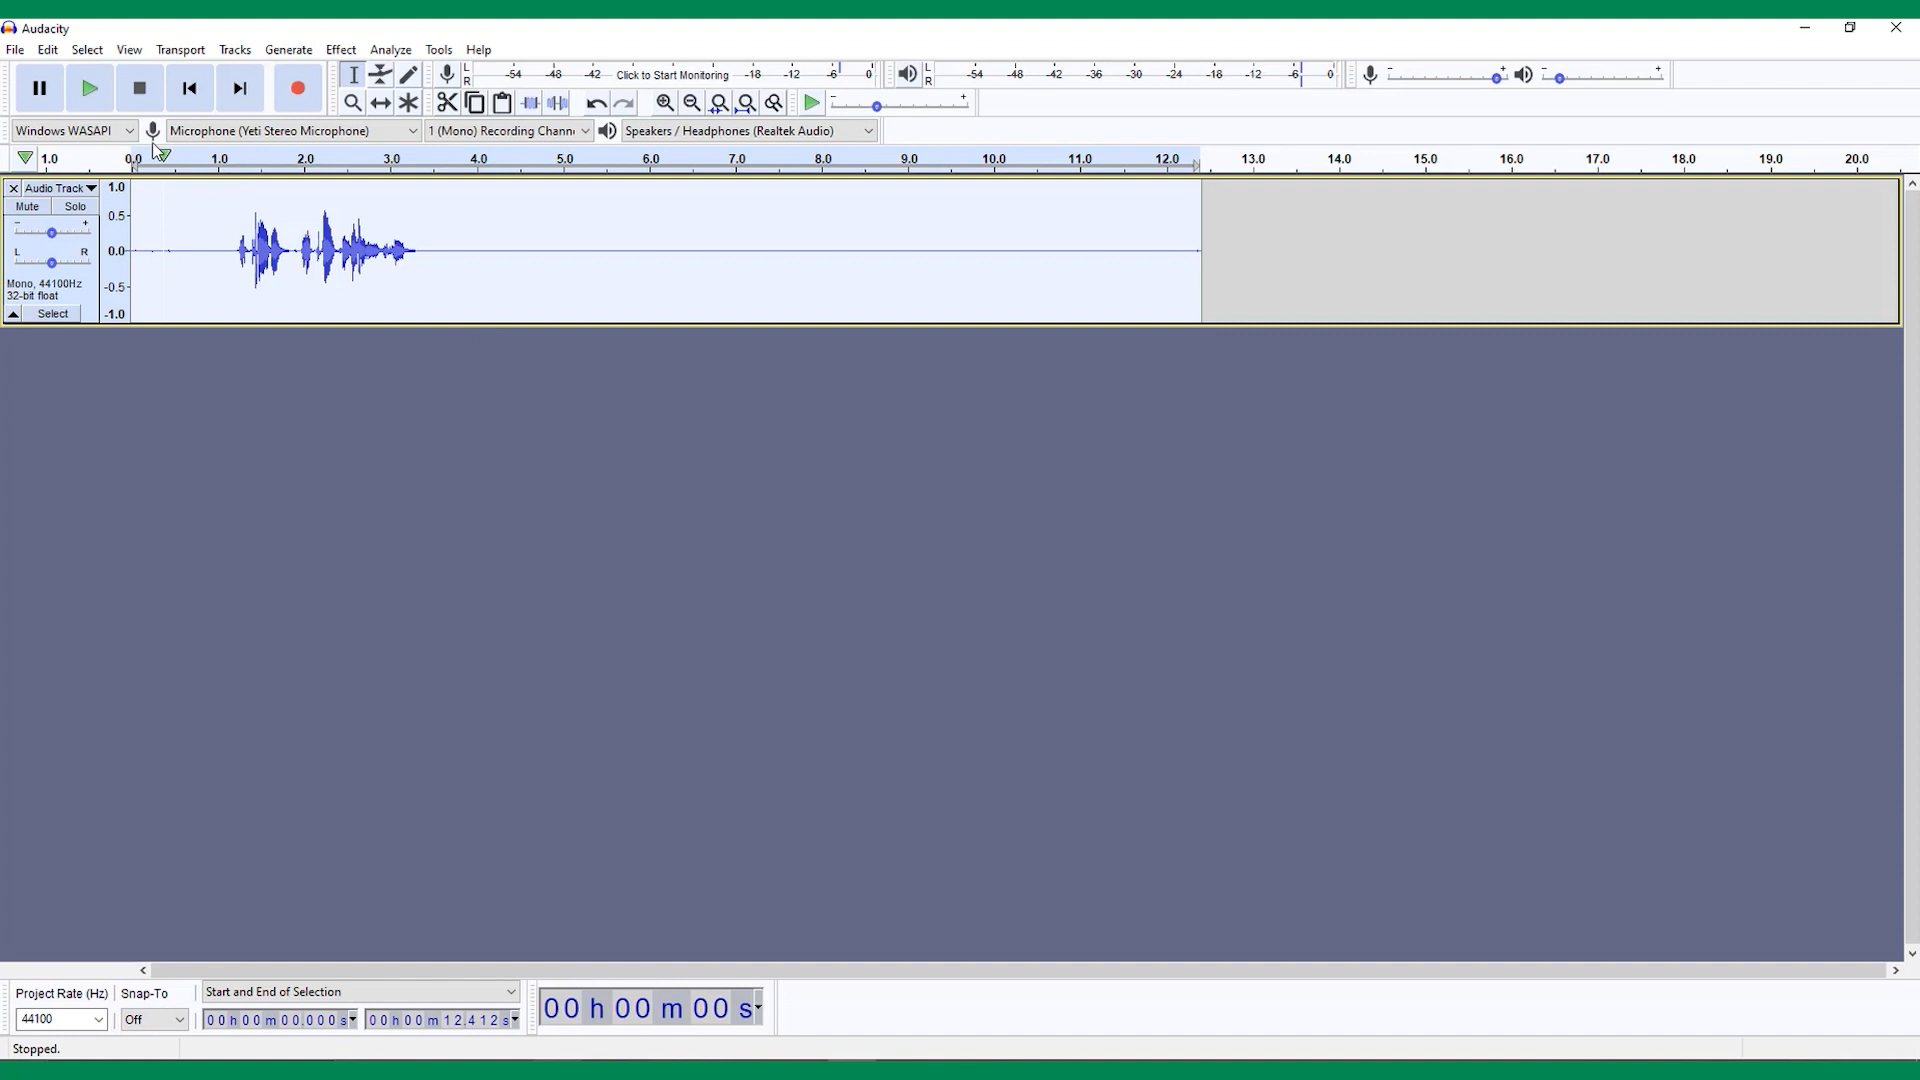 Audacity
File Edit Select View Transport Tracks Generate Effect Analyze Tools Help
L R -54 -48 -42 Click to Start Monitoring -18 -12 -6 0 L R -54 -48 -42 -36 -30 -24 -18 -12 -6 0 - + - +
- +
Windows WASAPI Microphone (Yeti Stereo Microphone) 1 (Mono) Recording Chann Speakers / Headphones (Realtek Audio)
1.0 0.0 1.0 2.0 3.0 4.0 5.0 6.0 7.0 8.0 9.0 10.0 11.0 12.0 13.0 14.0 15.0 16.0 17.0 18.0 19.0 20.0
Audio Track 1.0
Mute Solo
- + 0.5
L R 0.0
Mono, 44100Hz -0.5
32-bit float
Select -1.0
Project Rate (Hz) Snap-To Start and End of Selection
44100 Off 00 h 00 m 00.000 s 00 h 00 m 12.412 s 00 h 00 m 00 s
Stopped.